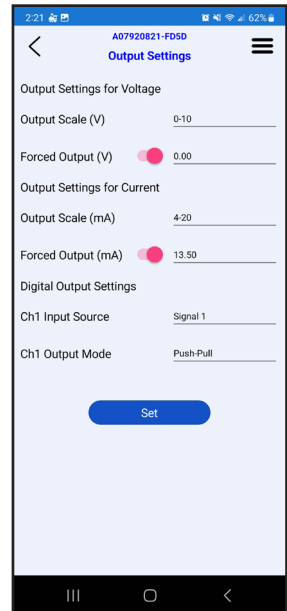 2:21 62%
A07920821-FD5D
Output Settings
Output Settings for Voltage
Output Scale (V) 0-10
Forced Output (V) 0.00
Output Settings for Current
Output Scale (mA) 4-20
Forced Output (mA) 13.50
Digital Output Settings
Ch1 Input Source Signal 1
Ch1 Output Mode Push-Pull
Set